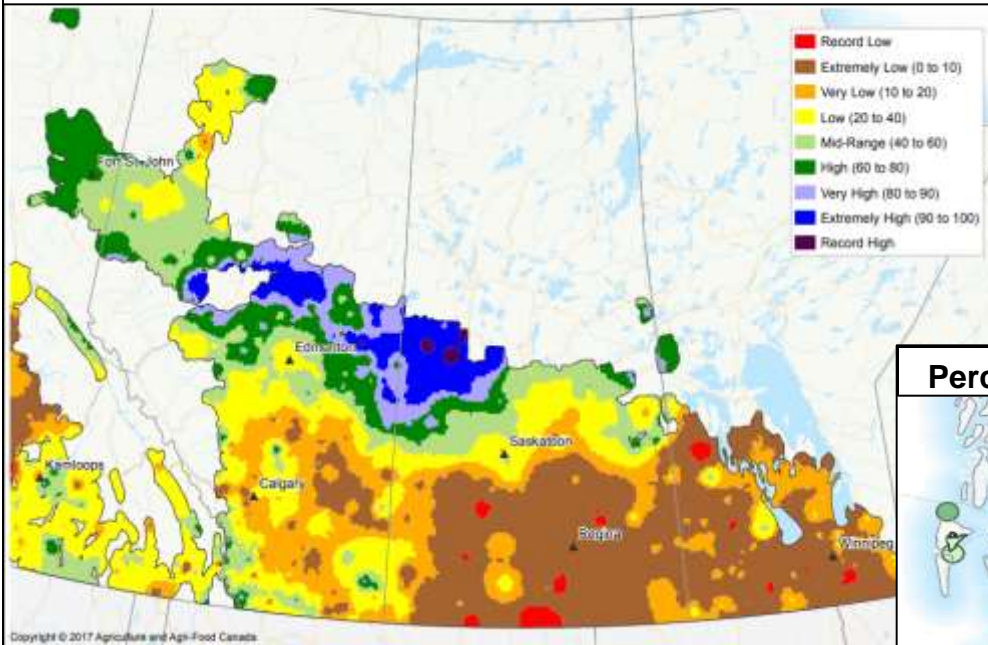 Record Low
Extremely Low (0 to 10)
Very Low (10 to 20)
Low (20 to 40)
Mid-Range (40 to 60)
High (60 to 80)
Very High (80 to 90)
Extremely High (90 to 100)
Record High
Fort St. John
Edmonton
Perc
Saskatoon
Kamloops
Calgary
Regina
Winnipeg
Copyright © 2017 Agriculture and Agri-Food Canada